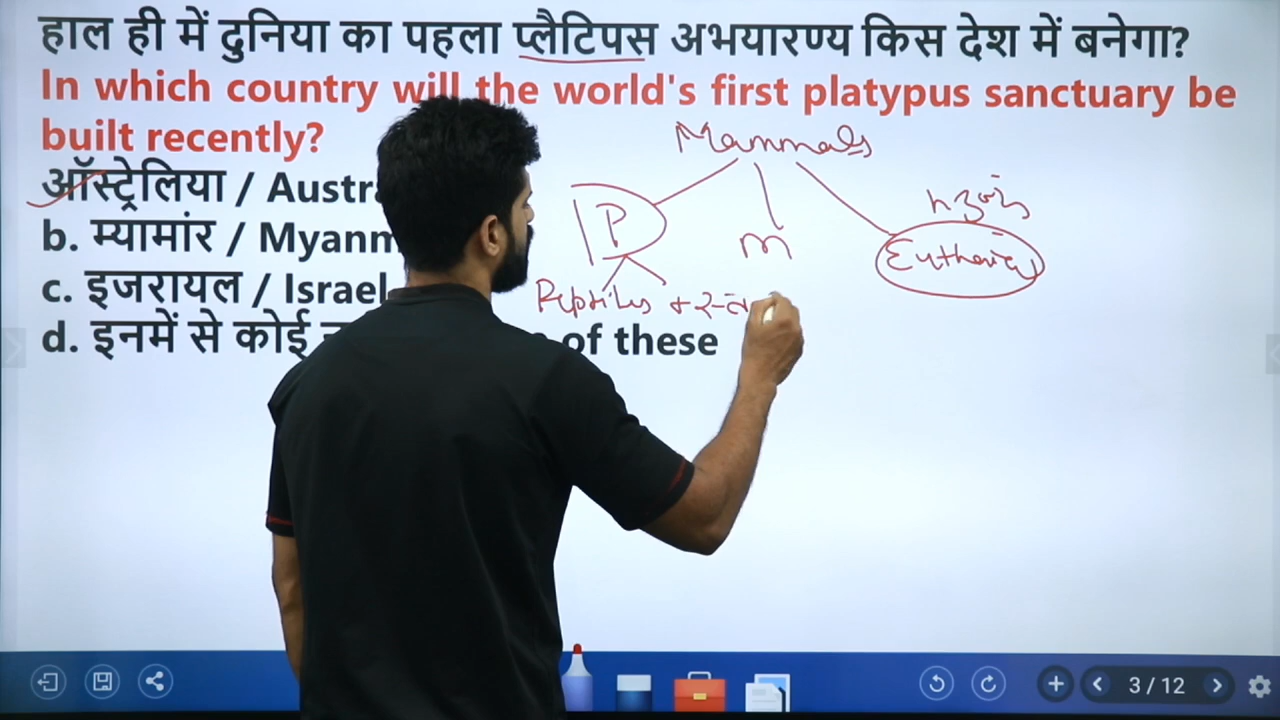 हाल ही में दुनिया का पहला प्लैटिपस अभयारण्य किस देश में बनेगा?
In which country will the world's first platypus sanctuary be
built recently?
ऑस्ट्रेलिया / Austra
b. म्यामांर / Myanm
c. इजरायल / Israel
d. इनमें से कोई of these
Mammals
P
m
Eutheria
Reptiles +
3 / 12